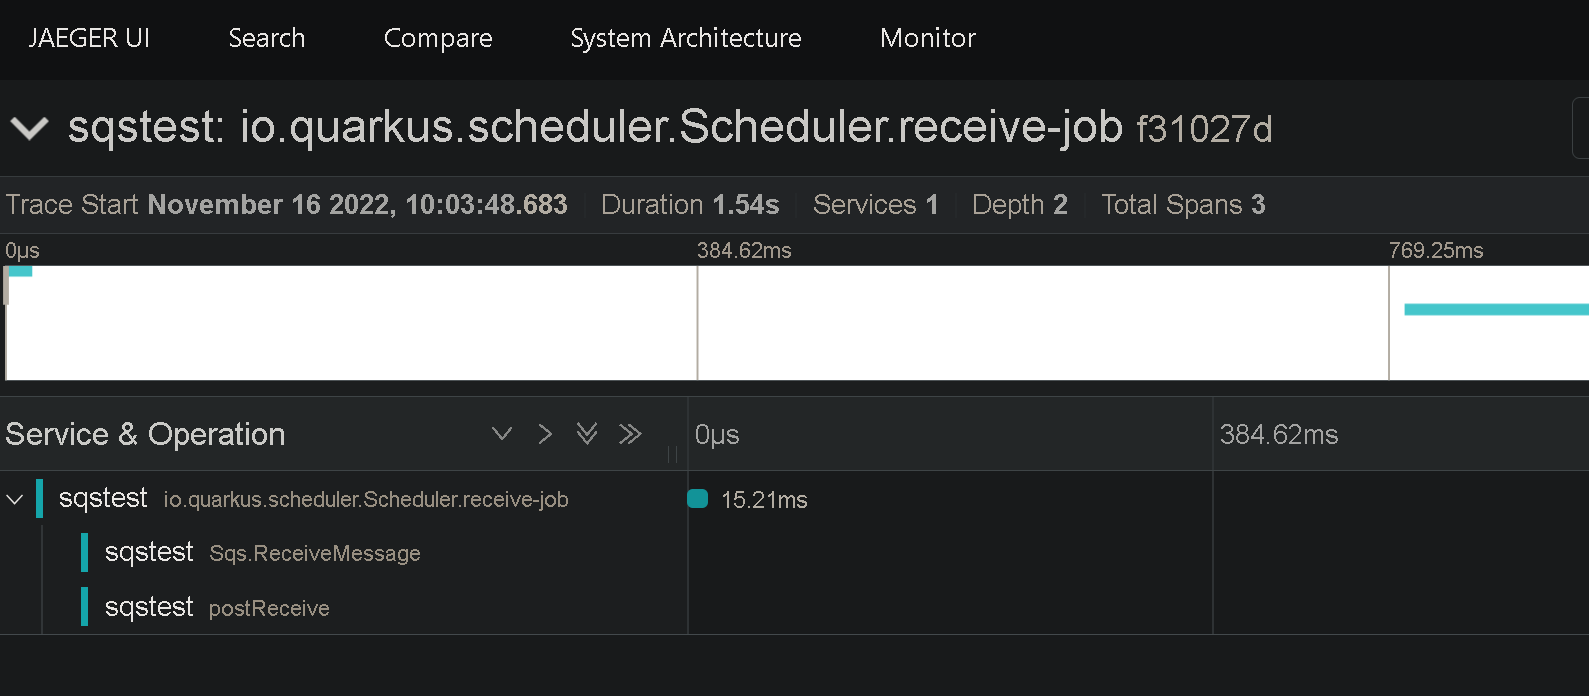 JAEGER UI Search Compare System Architecture Monitor
sqstest: io.quarkus.scheduler.Scheduler.receive-job f31027d
Trace Start November 16 2022, 10:03:48.683 Duration 1.54s Services 1 Depth 2 Total Spans 3
0μs 384.62ms 769.25ms
Service & Operation 0μs 384.62ms
sqstest io.quarkus.scheduler.Scheduler.receive-job 15.21ms
sqstest Sqs.ReceiveMessage
sqstest postReceive